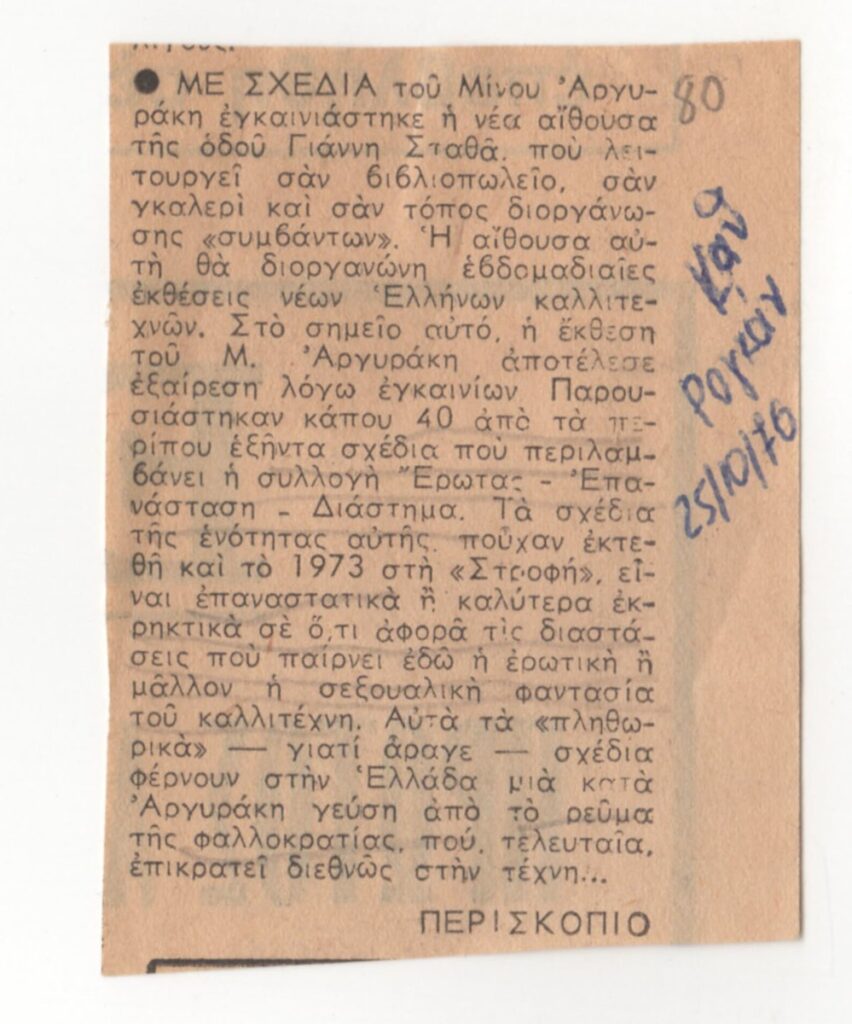 ● ΜΕ ΣΧΕΔΙΑ τοῦ Μίνου Ἀργυ-
ράκη ἐγκαινιάστηκε ἡ νέα αἴθουσα
τῆς ὁδοῦ Γιάννη Σταθᾶ, ποὺ λει-
τουργεῖ σὰν βιβλιοπωλεῖο, σὰν
γκαλερὶ καὶ σὰν τόπος διοργάνω-
σης «συμβάντων». Ἡ αἴθουσα αὐ-
τὴ θὰ διοργανώνη ἑβδομαδιαῖες
ἐκθέσεις νέων Ἑλλήνων καλλιτε-
χνῶν. Στὸ σημεῖο αὐτό, ἡ ἔκθεση
τοῦ Μ. Ἀργυράκη ἀποτέλεσε
ἐξαίρεση λόγω ἐγκαινίων. Παρου-
σιάστηκαν κάπου 40 ἀπὸ τὰ πε-
ρίπου ἑξῆντα σχέδια ποὺ περιλαμ-
βάνει ἡ συλλογὴ Ἔρωτας - Ἐπα-
νάσταση - Διάστημα. Τὰ σχέδια
τῆς ἑνότητας αὐτῆς, ποὖχαν ἐκτε-
θῆ καὶ τὸ 1973 στὴ «Στροφή», εἶ-
ναι ἐπαναστατικὰ ἢ καλύτερα ἐκ-
ρηκτικὰ σὲ ὅ,τι ἀφορᾶ τὶς διαστά-
σεις ποὺ παίρνει ἐδῶ ἡ ἐρωτικὴ ἢ
μᾶλλον ἡ σεξουαλικὴ φαντασία
τοῦ καλλιτέχνη. Αὐτὰ τὰ «πληθω-
ρικὰ» — γιατί ἄραγε — σχέδια
φέρνουν στὴν Ἑλλάδα μιὰ κατὰ
Ἀργυράκη γεύση ἀπὸ τὸ ρεῦμα
τῆς φαλλοκρατίας, πού, τελευταῖα,
ἐπικρατεῖ διεθνῶς στὴν τέχνη...
ΠΕΡΙΣΚΟΠΙΟ
80
25/10/76